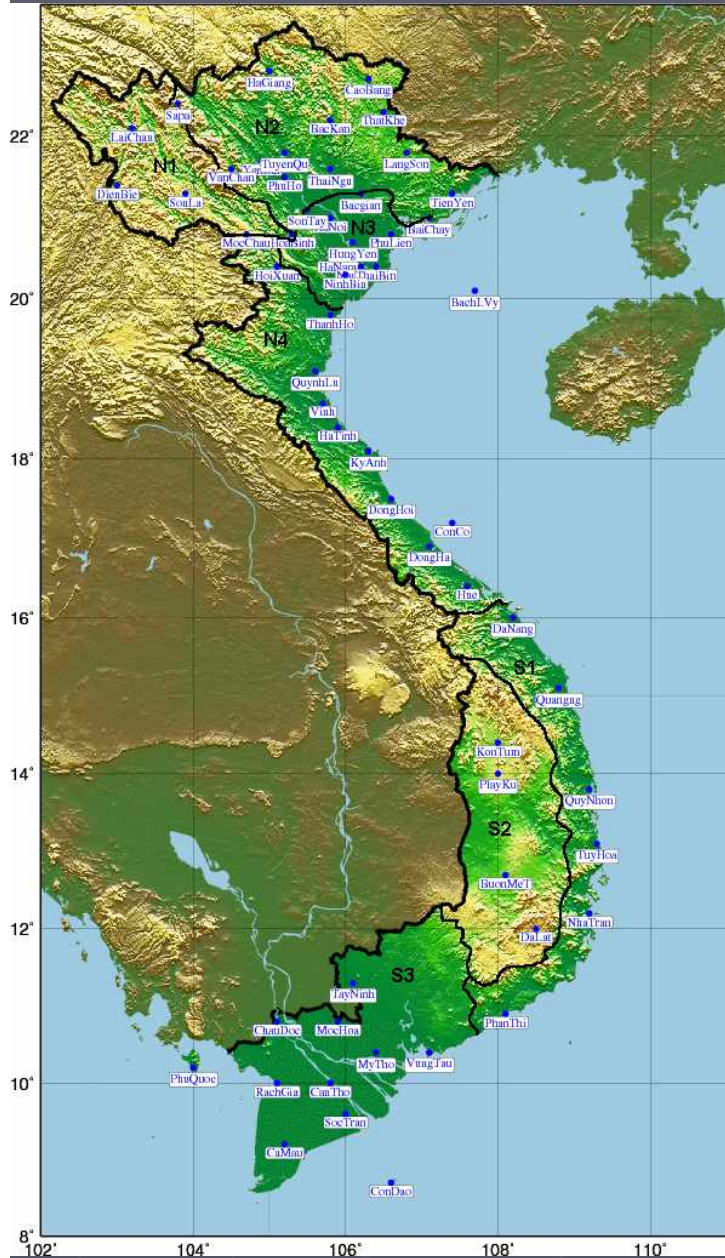 HaGiang
CaoBang
Sapa
ThatKhe
22°
LaiChau
N2
BacKan
N1
TuyenQu
LangSon
VanChan
ThaiNgu
PhuHo
DienBie
SonLa
Bacgian
TienYen
SonTay
N3
BaiChay
MocChau
HoaBinh
PhuLien
HungYen
HoiXuan
HaNam
ThaiBin
NinhBin
20°
BachLVy
ThanhHo
N4
QuynhLu
Vinh
HaTinh
18°
KyAnh
DongHoi
ConCo
DongHa
Hue
16°
DaNang
S1
Quangng
KonTum
14°
PlayKu
QuyNhon
S2
TuyHoa
BuonMeT
12°
NhaTran
DaLat
S3
TayNinh
ChauDoc
MocHoa
PhanThi
MyTho
VungTau
PhuQuoc
10°
RachGia
CanTho
SocTran
CaMau
ConDao
8°
102°
104°
106°
108°
110°